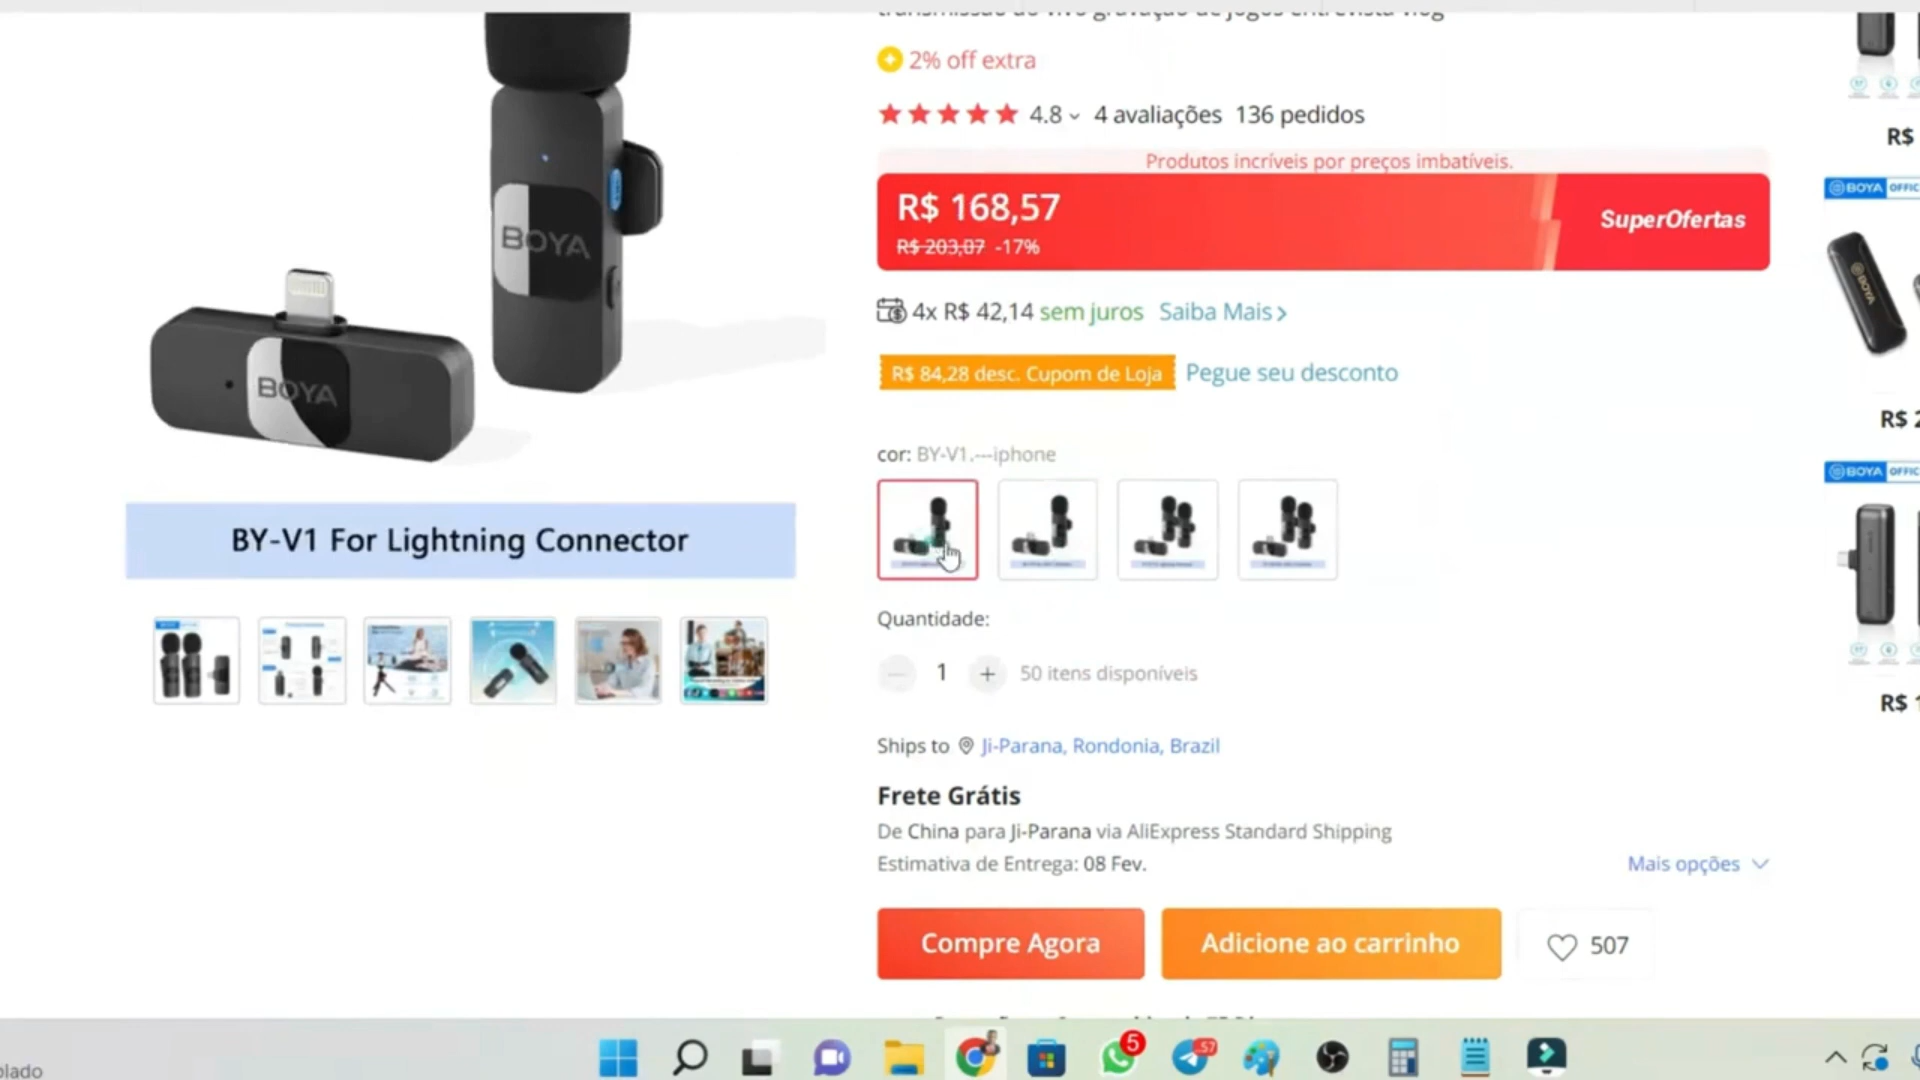 2% off extra
4.8 4 avaliações 136 pedidos
Produtos incríveis por preços imbatíveis.
R$ 168,57
R$ 203,07 -17%
SuperOfertas
4x R$ 42,14 sem juros Saiba Mais
R$ 84,28 desc. Cupom de Loja Pegue seu desconto
cor: BY-V1.---iphone
BOYA
BOYA
BY-V1 For Lightning Connector
Quantidade:
1 + 50 itens disponíveis
Ships to Ji-Parana, Rondonia, Brazil
Frete Grátis
De China para Ji-Parana via AliExpress Standard Shipping
Estimativa de Entrega: 08 Fev.
Mais opções
Compre Agora
Adicione ao carrinho
507
R$
BOYA
BOYA
R$ 2
BOYA
R$ 1
5
57